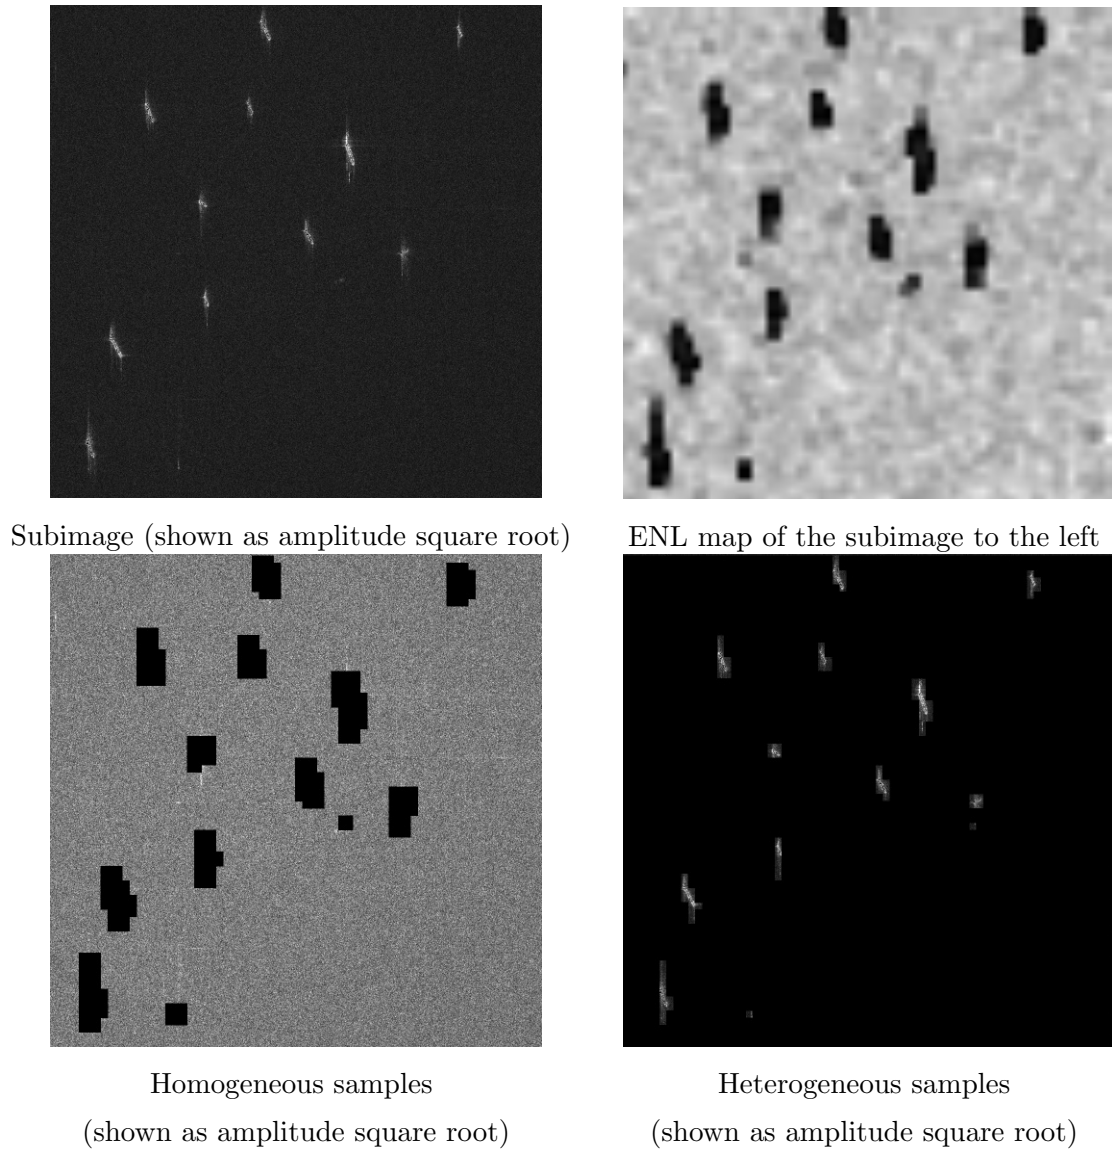 Subimage (shown as amplitude square root)
ENL map of the subimage to the left
Homogeneous samples
(shown as amplitude square root)
Heterogeneous samples
(shown as amplitude square root)